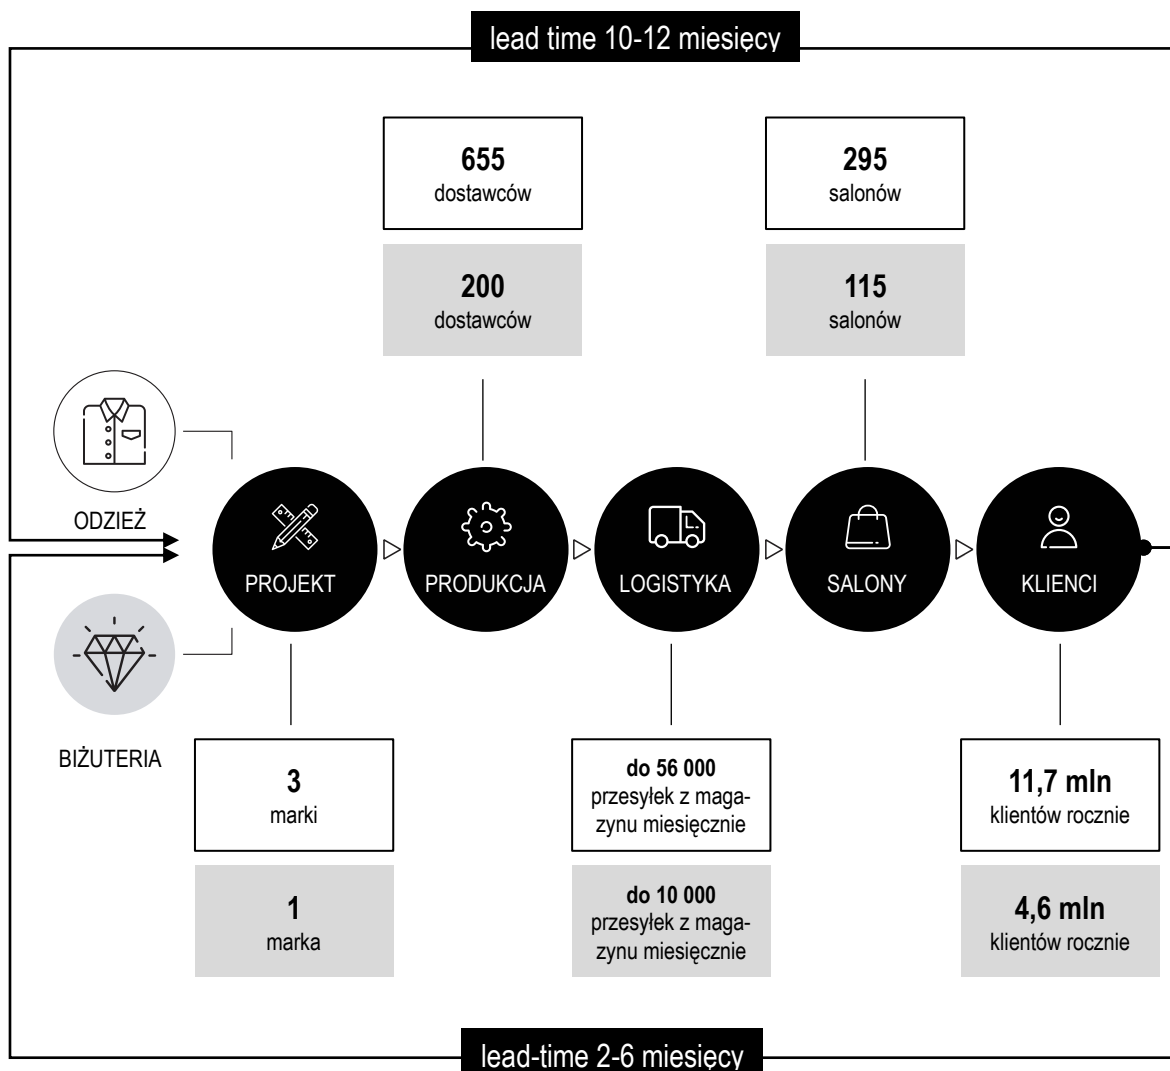 lead time 10-12 miesięcy
655
dostawców
295
salonów
200
dostawców
115
salonów
ODZIEŻ
PROJEKT
PRODUKCJA
LOGISTYKA
SALONY
KLIENCI
BIŻUTERIA
3
marki
do 56 000
przesyłek z maga-
zynu miesięcznie
11,7 mln
klientów rocznie
1
marka
do 10 000
przesyłek z maga-
zynu miesięcznie
4,6 mln
klientów rocznie
lead-time 2-6 miesięcy